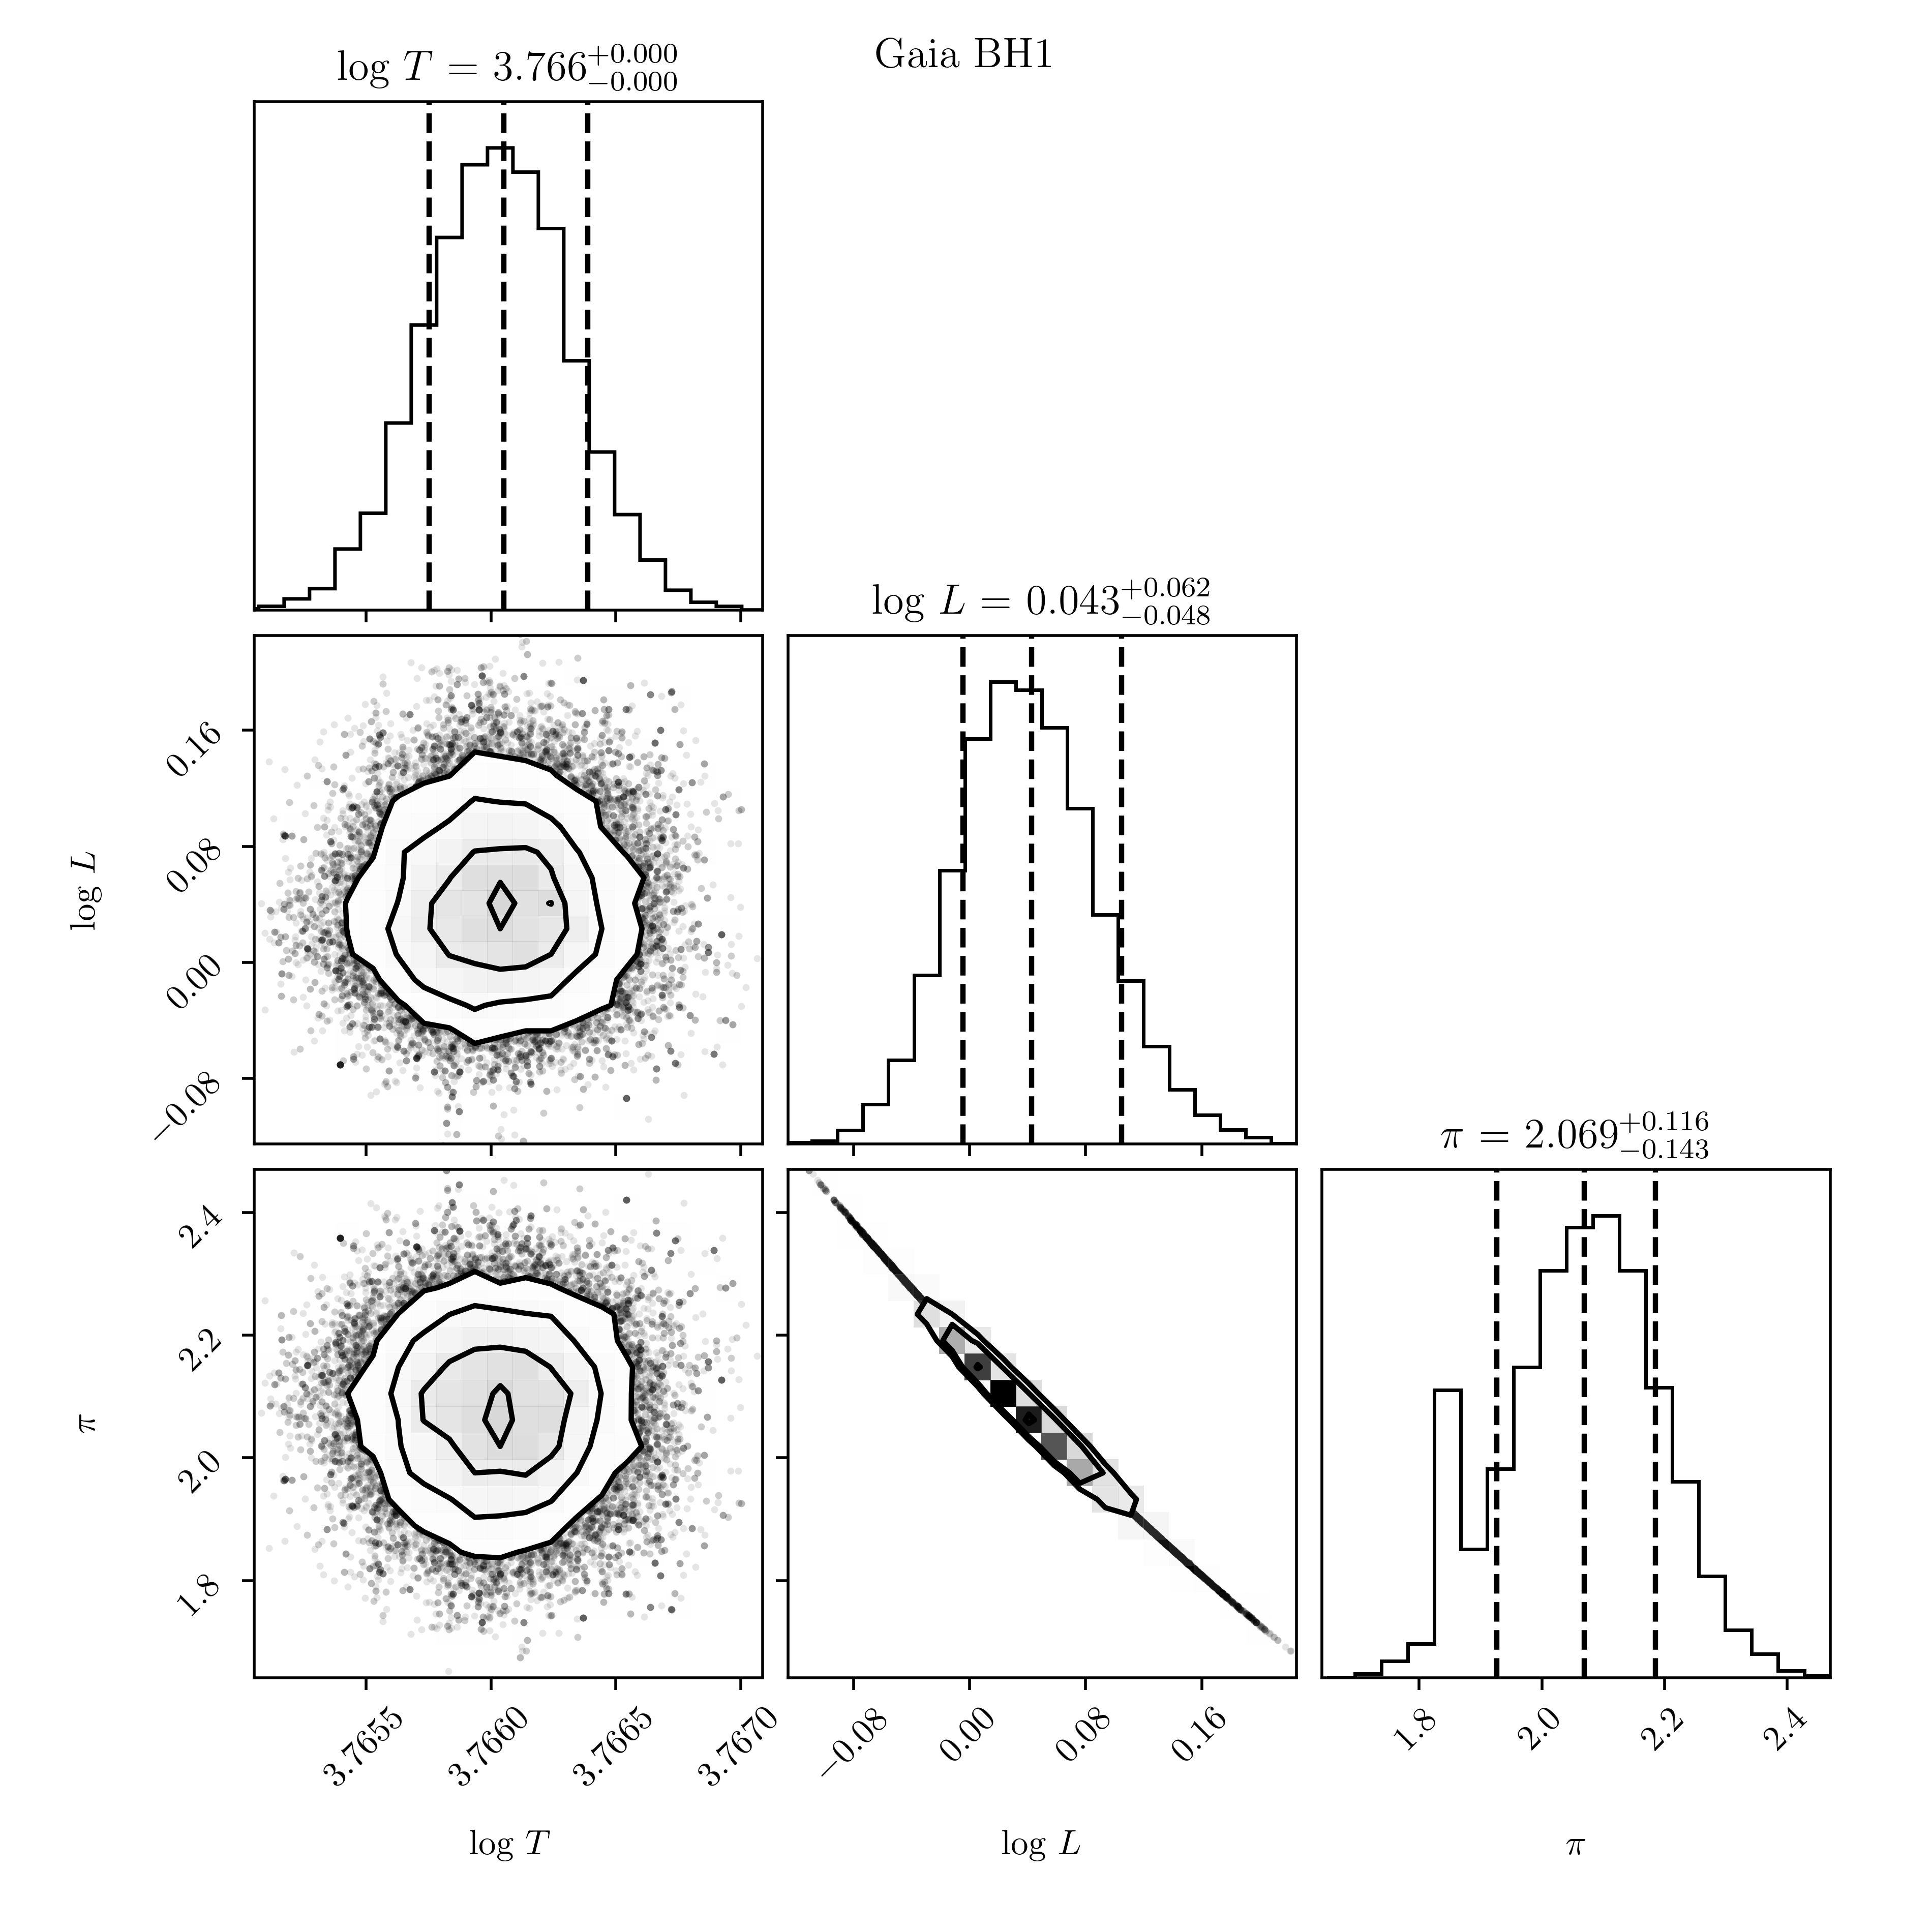 Gaia BH1
log T = 3.766+0.000−0.000
log L = 0.043+0.062−0.048
π = 2.069+0.116−0.143
log L
0.16
0.08
0.00
−0.08
π
2.4
2.2
2.0
1.8
3.7655 3.7660 3.7665 3.7670
−0.08 0.00 0.08 0.16
1.8 2.0 2.2 2.4
log T
log L
π